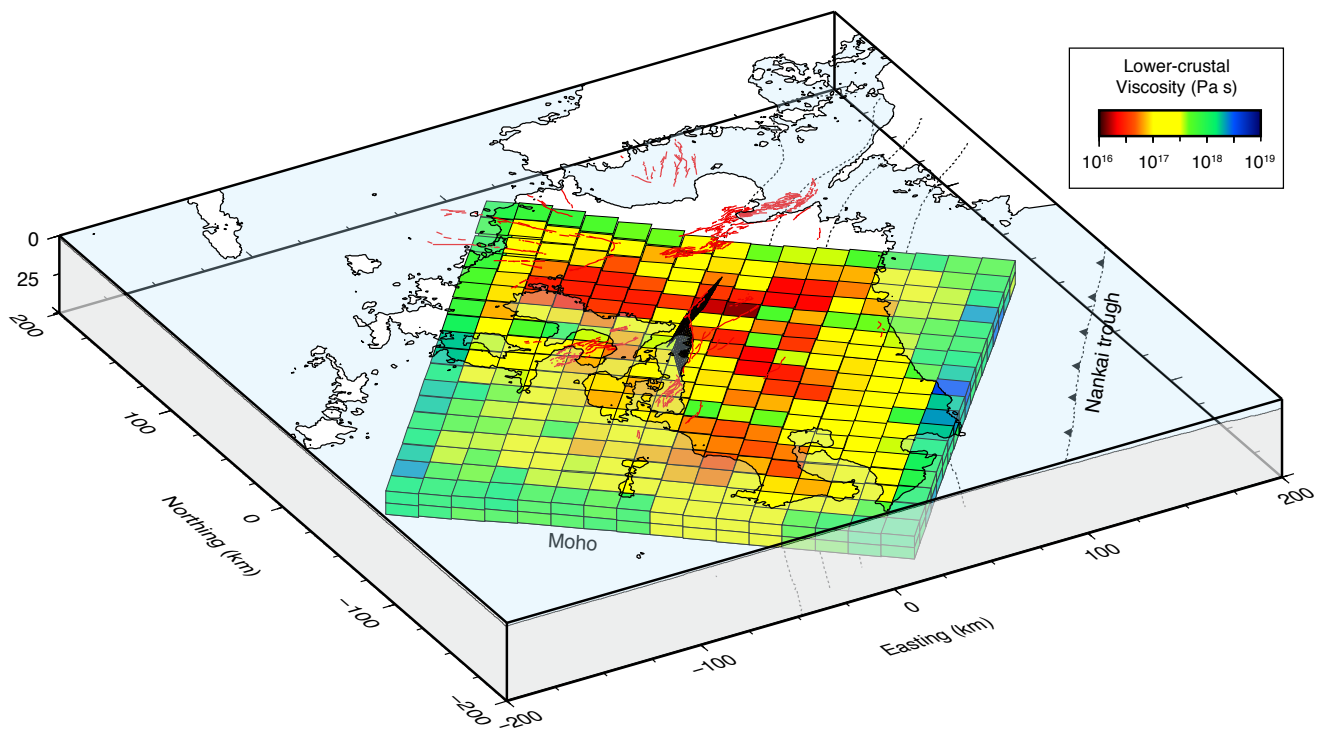 Lower-crustal
Viscosity (Pa s)
10¹⁶ 10¹⁷ 10¹⁸ 10¹⁹
0
25
200
100
0
−100
−200
Northing (km)
−200
−100
0
100
200
Easting (km)
Nankai trough
Moho